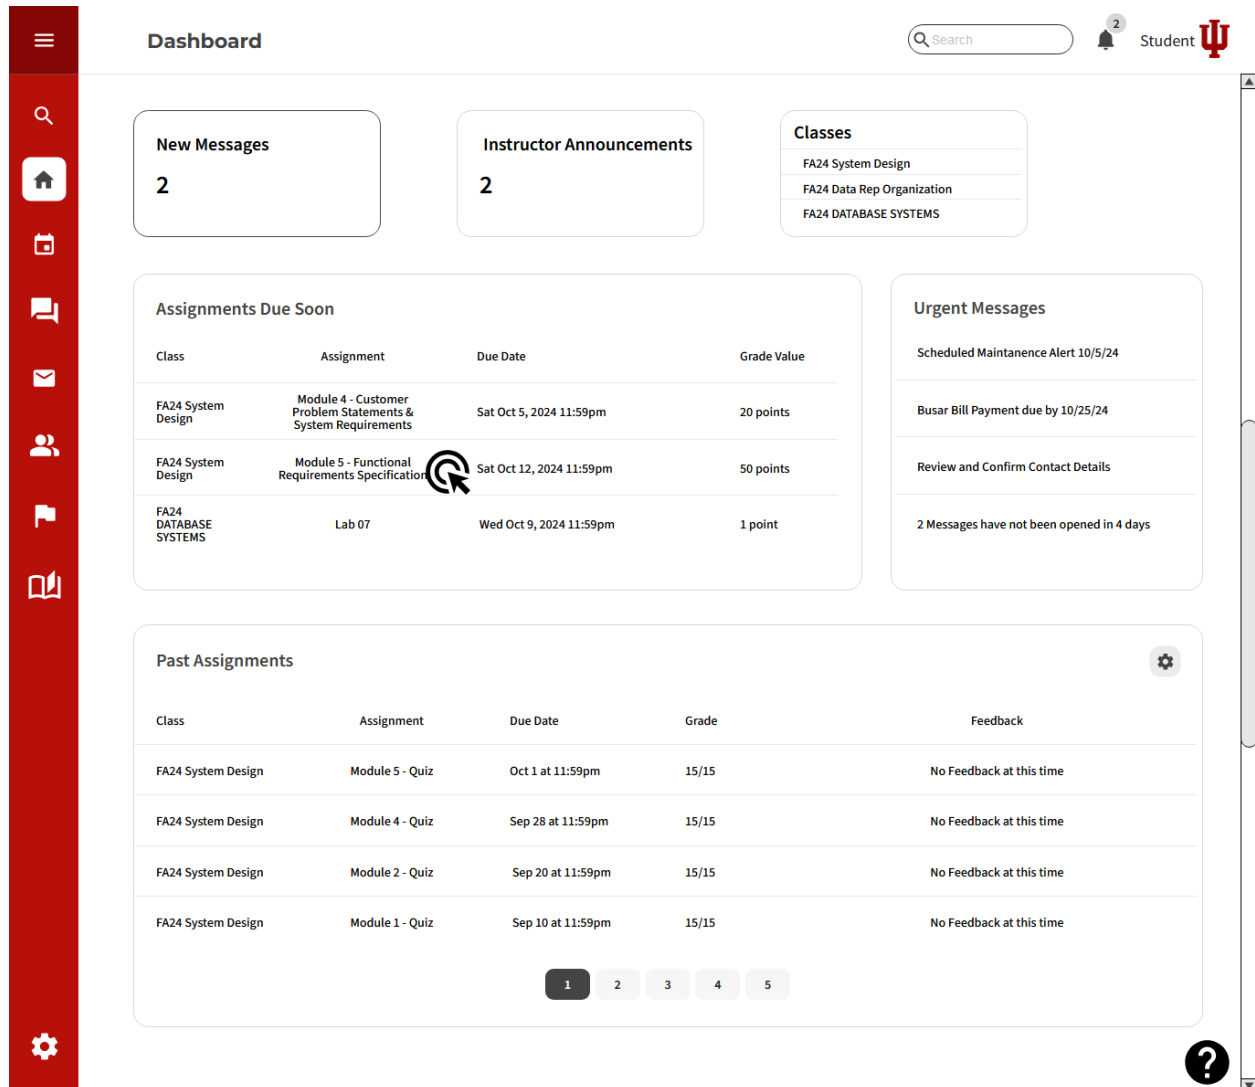 Dashboard
Search
2
Student
New Messages
2
Instructor Announcements
2
Classes
FA24 System Design
FA24 Data Rep Organization
FA24 DATABASE SYSTEMS
Assignments Due Soon
Class Assignment Due Date Grade Value
FA24 System
Design
Module 4 - Customer
Problem Statements &
System Requirements
Sat Oct 5, 2024 11:59pm
20 points
FA24 System
Design
Module 5 - Functional
Requirements Specification
Sat Oct 12, 2024 11:59pm
50 points
FA24
DATABASE
SYSTEMS
Lab 07
Wed Oct 9, 2024 11:59pm
1 point
Urgent Messages
Scheduled Maintanence Alert 10/5/24
Busar Bill Payment due by 10/25/24
Review and Confirm Contact Details
2 Messages have not been opened in 4 days
Past Assignments
Class Assignment Due Date Grade Feedback
FA24 System Design Module 5 - Quiz Oct 1 at 11:59pm 15/15 No Feedback at this time
FA24 System Design Module 4 - Quiz Sep 28 at 11:59pm 15/15 No Feedback at this time
FA24 System Design Module 2 - Quiz Sep 20 at 11:59pm 15/15 No Feedback at this time
FA24 System Design Module 1 - Quiz Sep 10 at 11:59pm 15/15 No Feedback at this time
1 2 3 4 5
?